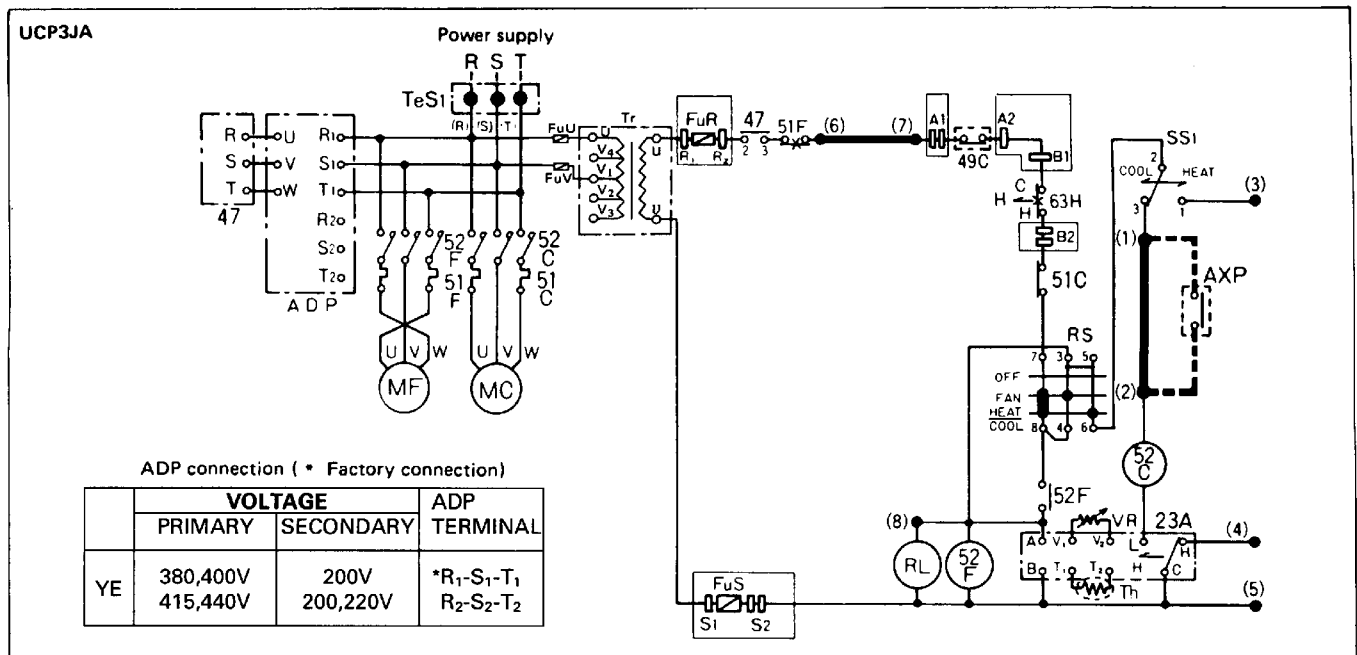 UCP3JA
Power supply
R S T
TeS1
(R) (S) (T)
FuU
FuV
Tr
U
V4
V1
V2
V3
u
U
FuR
R1 R2
47
2 3
51F
(6)
(7)
A1
49C
A2
B1
C
H
H
63H
B2
51C
SS1
2
COOL HEAT
3 1
(3)
(1)
AXP
(2)
RS
7 3 5
OFF
FAN
HEAT
COOL
8 4 6
52
C
52F
VR
23A
(8)
A V1 V2 L H
(4)
RL
52
F
B T1 T2 H C
Th
(5)
FuS
S1 S2
R U R1
S V S1
T W T1
R2
S2
T2
47
ADP
52
F
52
C
51
F
51
C
U V W
U V W
MF
MC
ADP connection ( * Factory connection)
VOLTAGE ADP
PRIMARY SECONDARY TERMINAL
YE 380,400V 200V *R1-S1-T1
415,440V 200,220V R2-S2-T2